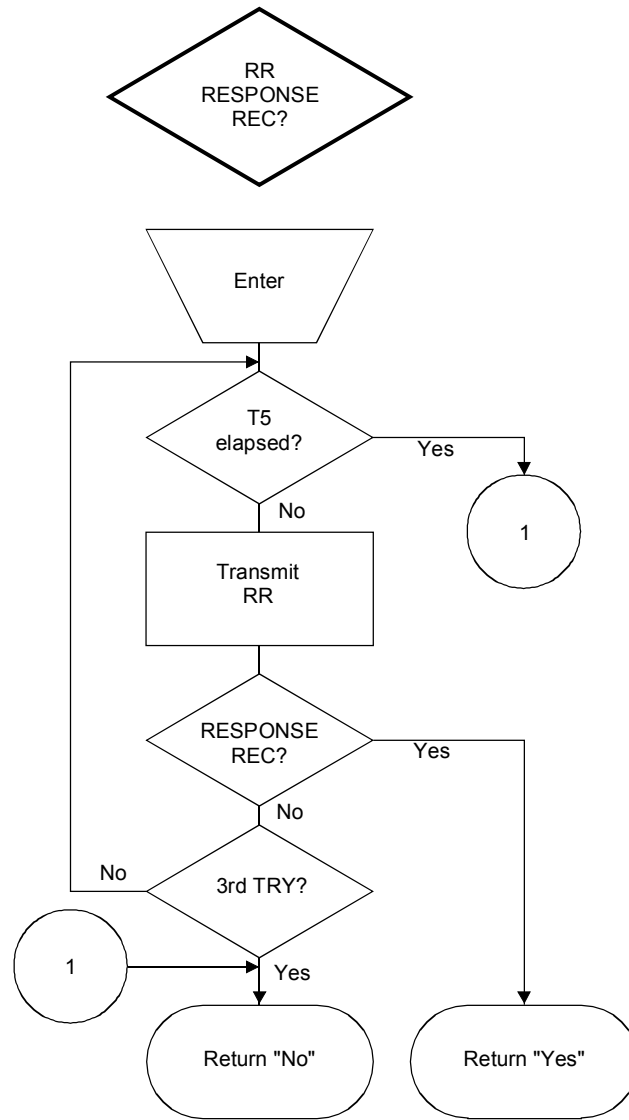 RR
RESPONSE
REC?
Enter
T5
elapsed?
Yes
No
1
Transmit
RR
RESPONSE
REC?
Yes
No
No
3rd TRY?
1
Yes
Return "No"
Return "Yes"